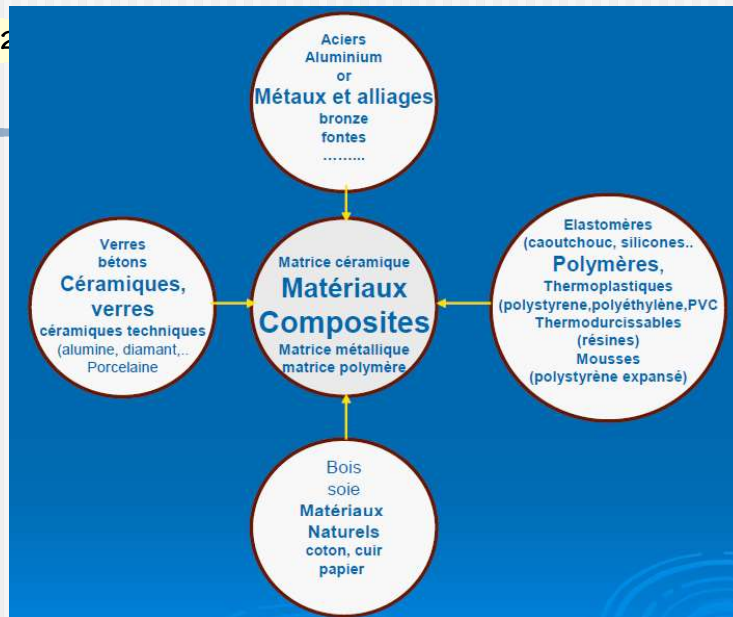 2
Aciers
Aluminium
or
Métaux et alliages
bronze
fontes
.........
Verres
bétons
Céramiques,
verres
céramiques techniques
(alumine, diamant,..
Porcelaine
Matrice céramique
Matériaux
Composites
Matrice métallique
matrice polymère
Elastomères
(caoutchouc, silicones..
Polymères,
Thermoplastiques
(polystyrene,polyéthylène,PVC
Thermodurcissables
(résines)
Mousses
(polystyrène expansé)
Bois
soie
Matériaux
Naturels
coton, cuir
papier